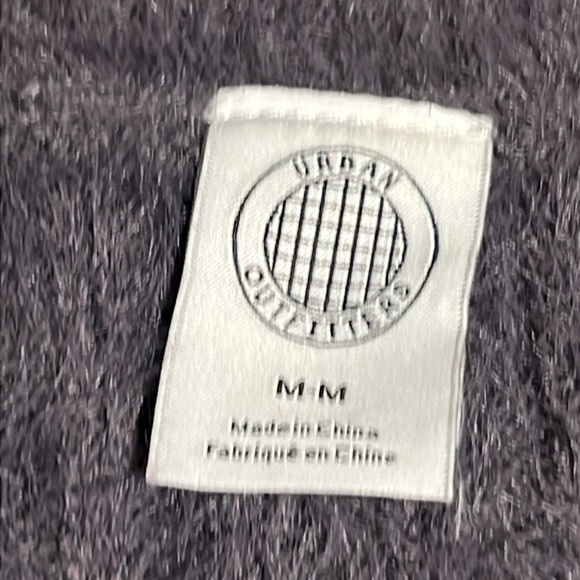 URBAN
OUTFITTERS
M-M
Made in China
Fabriqué en Chine